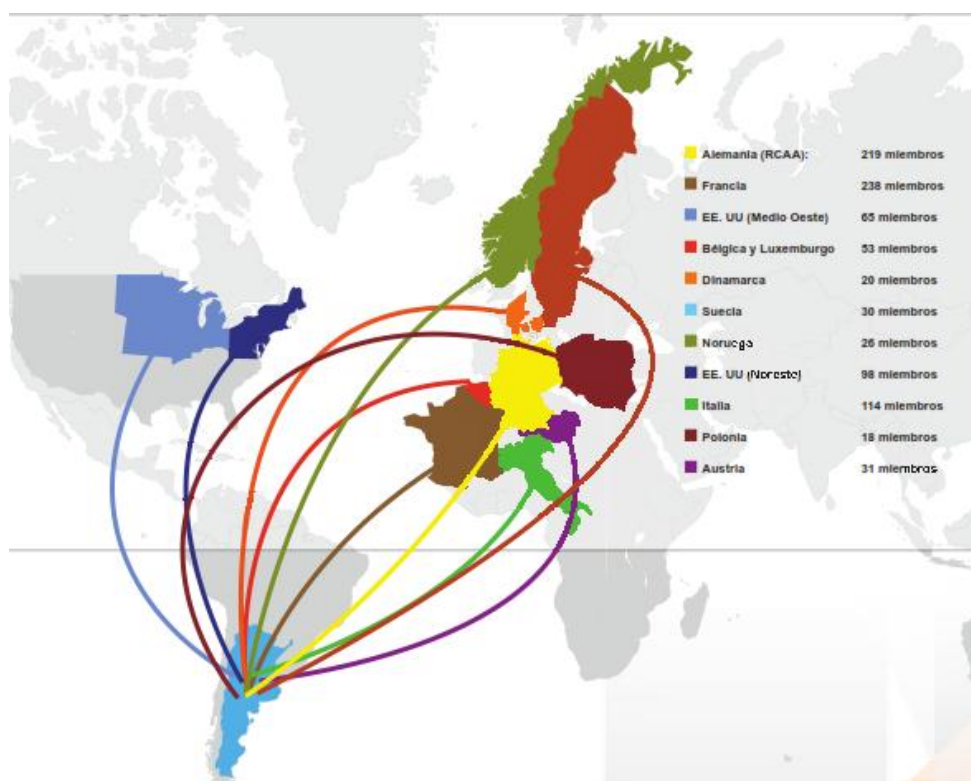 Alemania (RCAA): 219 miembros
Francia 238 miembros
EE. UU (Medio Oeste) 65 miembros
Bélgica y Luxemburgo 53 miembros
Dinamarca 20 miembros
Suecia 30 miembros
Noruega 26 miembros
EE. UU (Noreste) 98 miembros
Italia 114 miembros
Polonia 18 miembros
Austria 31 miembros